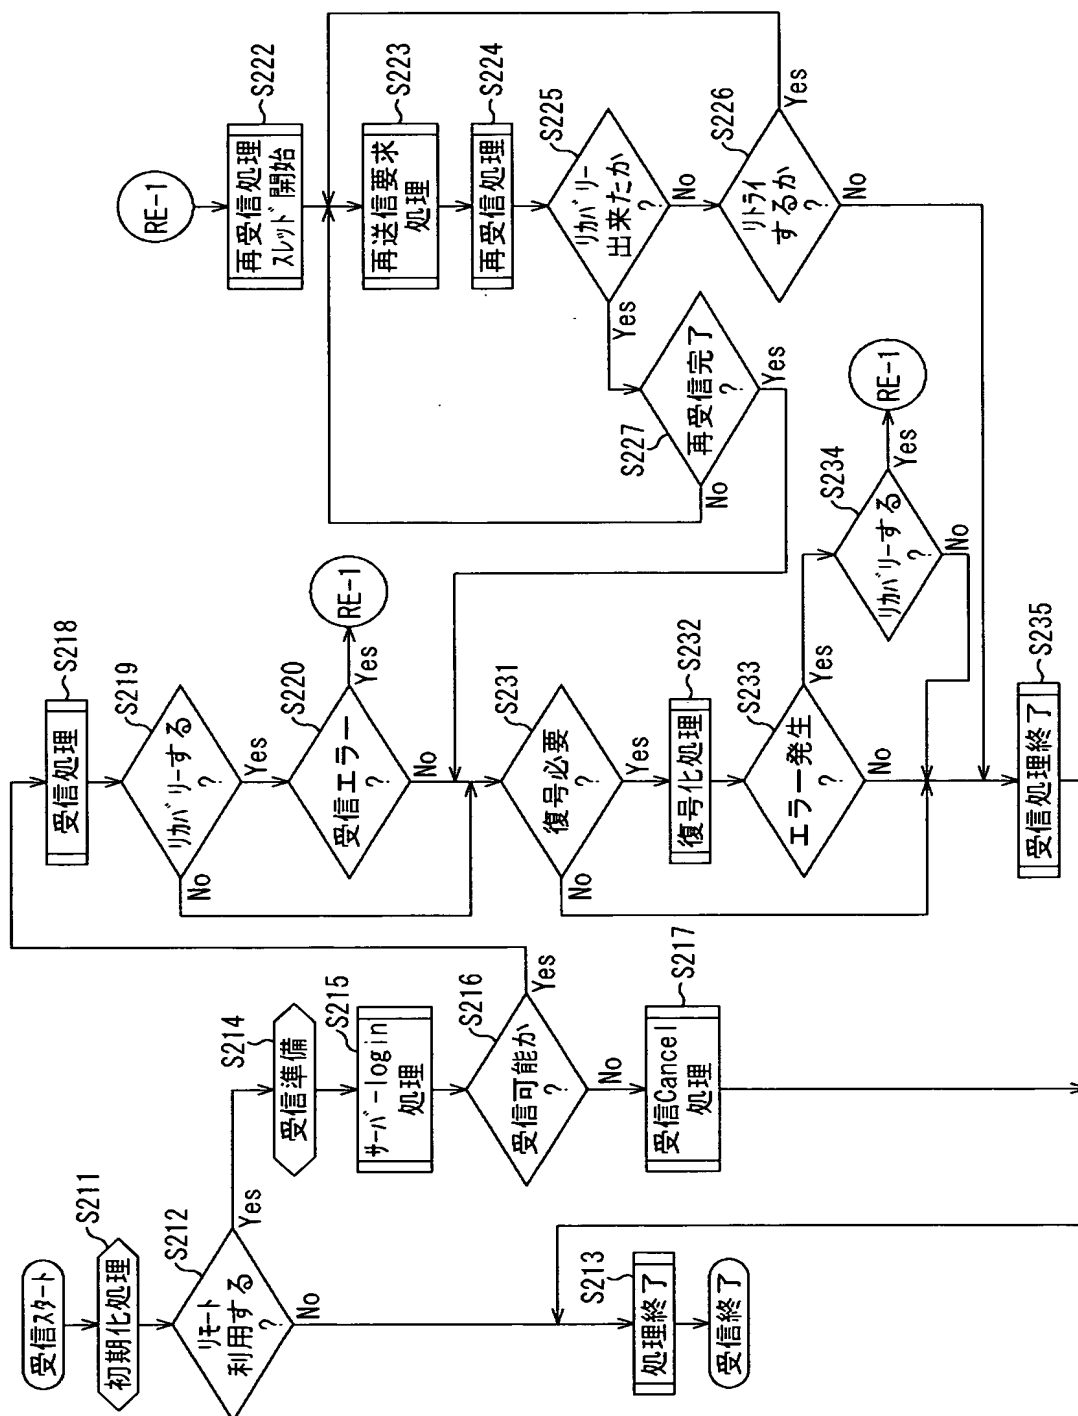 受信スタート
S211
初期化処理
S212
リモート
利用する
?
Yes
No
S213
処理終了
受信終了
S214
受信準備
S215
サーバーlogin
処理
S216
受信可能か
?
Yes
No
S217
受信Cancel
処理
S218
受信処理
S219
リカバリーする
?
Yes
No
S220
受信エラー
?
Yes
RE-1
No
S231
復号必要
?
Yes
No
S232
復号化処理
S233
エラー発生
?
Yes
No
S234
リカバリーする
?
Yes
RE-1
No
S235
受信処理終了
RE-1
S222
再受信処理
スレッド開始
S223
再送信要求
処理
S224
再受信処理
S225
リカバリー
出来たか
?
Yes
No
S226
リトライ
するか
?
Yes
No
S227
再受信完了
?
Yes
No